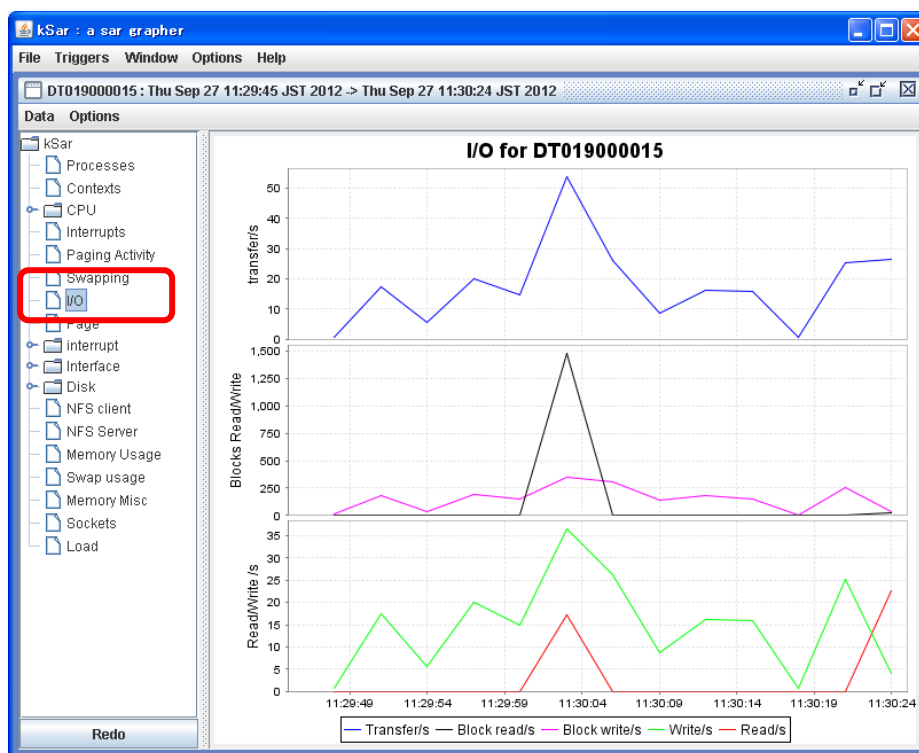 kSar : a sar grapher
File Triggers Window Options Help
DT019000015 : Thu Sep 27 11:29:45 JST 2012 -> Thu Sep 27 11:30:24 JST 2012
Data Options
kSar
Processes
Contexts
CPU
Interrupts
Paging Activity
Swapping
I/O
Page
interrupt
Interface
Disk
NFS client
NFS Server
Memory Usage
Swap usage
Memory Misc
Sockets
Load
Redo
I/O for DT019000015
transfer/s
50
40
30
20
10
0
Blocks Read/Write
1,500
1,250
1,000
750
500
250
0
Read/Write /s
35
30
25
20
15
10
5
0
11:29:49 11:29:54 11:29:59 11:30:04 11:30:09 11:30:14 11:30:19 11:30:24
Transfer/s Block read/s Block write/s Write/s Read/s